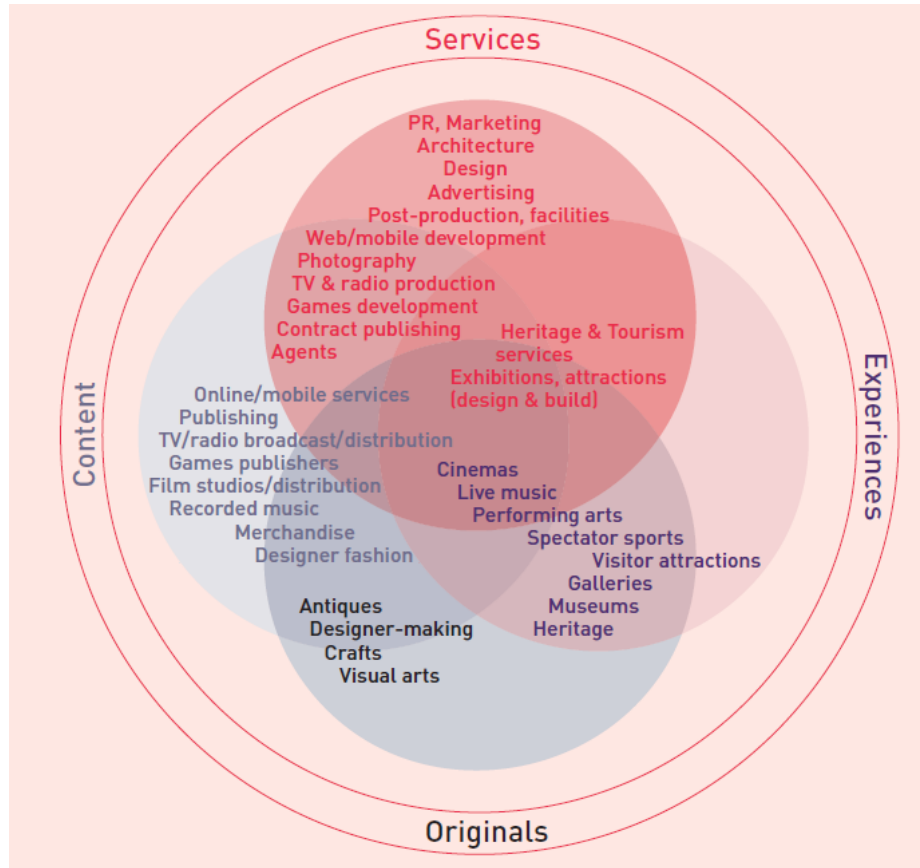 Services
PR, Marketing
Architecture
Design
Advertising
Post-production, facilities
Web/mobile development
Photography
TV & radio production
Games development
Contract publishing
Agents
Heritage & Tourism
services
Exhibitions, attractions
(design & build)
Content
Online/mobile services
Publishing
TV/radio broadcast/distribution
Games publishers
Film studios/distribution
Recorded music
Merchandise
Designer fashion
Experiences
Cinemas
Live music
Performing arts
Spectator sports
Visitor attractions
Galleries
Museums
Heritage
Antiques
Designer-making
Crafts
Visual arts
Originals